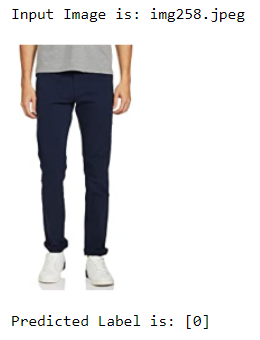 Input Image is: img258.jpeg
Predicted Label is: [0]